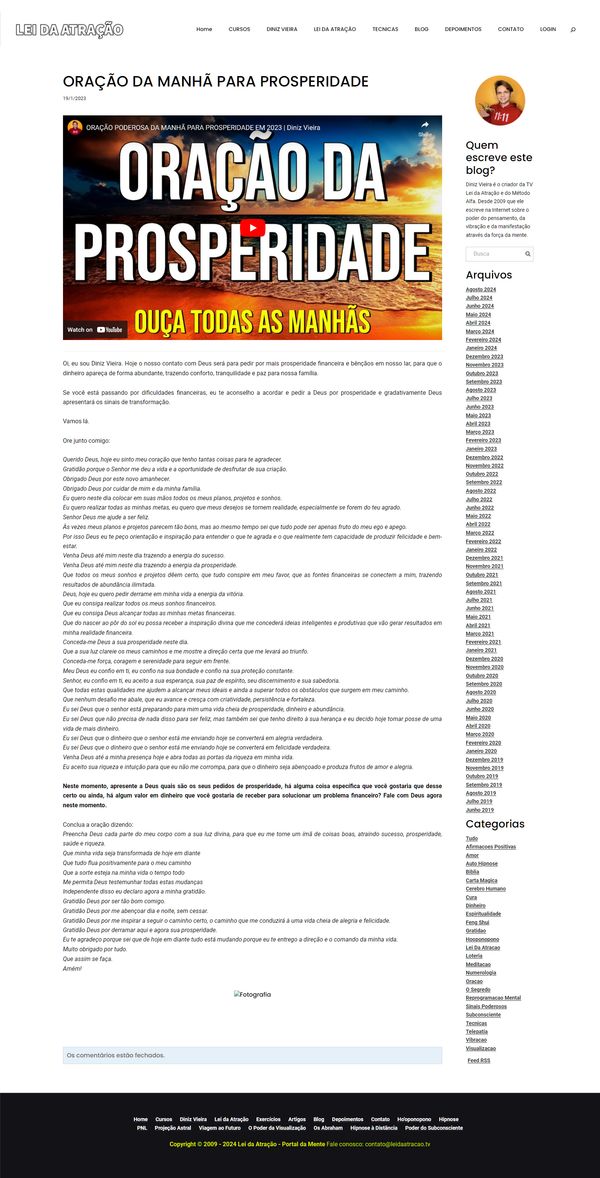 LEI DA ATRAÇÃO
Home CURSOS DINIZ VIEIRA LEI DA ATRAÇÃO TECNICAS BLOG DEPOIMENTOS CONTATO LOGIN
ORAÇÃO DA MANHÃ PARA PROSPERIDADE
19/1/2023
ORAÇÃO PODEROSA DA MANHÃ PARA PROSPERIDADE EM 2023 | Diniz Vieira
Share
ORAÇÃO DA
PROSPERIDADE
OUÇA TODAS AS MANHÃS
Watch on YouTube
Oi, eu sou Diniz Vieira. Hoje o nosso contato com Deus será para pedir por mais prosperidade financeira e bênçãos em nosso lar, para que o
dinheiro apareça de forma abundante, trazendo conforto, tranquilidade e paz para nossa família.
Se você está passando por dificuldades financeiras, eu te aconselho a acordar e pedir a Deus por prosperidade e gradativamente Deus
apresentará os sinais de transformação.
Vamos lá.
Ore junto comigo:
Querido Deus, hoje eu sinto meu coração que tenho tantas coisas para te agradecer.
Gratidão porque o Senhor me deu a vida e a oportunidade de desfrutar de sua criação.
Obrigado Deus por este novo amanhecer.
Obrigado Deus por cuidar de mim e da minha família.
Eu quero neste dia colocar em suas mãos todos os meus planos, projetos e sonhos.
Eu quero realizar todas as minhas metas, eu quero que meus desejos se tornem realidade, especialmente se forem do teu agrado.
Senhor Deus me ajude a ser feliz.
Às vezes meus planos e projetos parecem tão bons, mas ao mesmo tempo sei que tudo pode ser apenas fruto do meu ego e apego.
Por isso Deus eu te peço orientação e inspiração para entender o que te agrada e o que realmente tem capacidade de produzir felicidade e bem-
estar.
Venha Deus até mim neste dia trazendo a energia do sucesso.
Venha Deus até mim neste dia trazendo a energia da prosperidade.
Que todos os meus sonhos e projetos dêem certo, que tudo conspire em meu favor, que as fontes financeiras se conectem a mim, trazendo
resultados de abundância ilimitada.
Deus, hoje eu quero pedir derrame em minha vida a energia da vitória.
Que eu consiga realizar todos os meus sonhos financeiros.
Que eu consiga Deus alcançar todas as minhas metas financeiras.
Que do nascer ao pôr do sol eu possa receber a inspiração divina que me concederá ideias inteligentes e produtivas que vão gerar resultados em
minha realidade financeira.
Conceda-me Deus a sua prosperidade neste dia.
Que a sua luz clareie os meus caminhos e me mostre a direção certa que me levará ao triunfo.
Conceda-me força, coragem e serenidade para seguir em frente.
Meu Deus eu confio em ti, eu confio na sua bondade e confio na sua proteção constante.
Senhor, eu confio em ti, eu aceito a sua esperança, sua paz de espírito, seu discernimento e sua sabedoria.
Que todas estas qualidades me ajudem a alcançar meus ideais e ainda a superar todos os obstáculos que surgem em meu caminho.
Que nenhum desafio me abale, que eu avance e cresça com criatividade, persistência e fortaleza.
Eu sei Deus que o senhor está preparando para mim uma vida cheia de prosperidade, dinheiro e abundância.
Eu sei Deus que não precisa de nada disso para ser feliz, mas também sei que tenho direito à sua herança e eu decido hoje tomar posse de uma
vida de mais dinheiro.
Eu sei Deus que o dinheiro que o senhor está me enviando hoje se converterá em alegria verdadeira.
Eu sei Deus que o dinheiro que o senhor está me enviando hoje se converterá em felicidade verdadeira.
Venha Deus até a minha presença hoje e abra todas as portas da riqueza em minha vida.
Eu aceito sua riqueza e intuição para que eu não me corrompa, para que o dinheiro seja abençoado e produza frutos de amor e alegria.
Neste momento, apresente a Deus quais são os seus pedidos de prosperidade, há alguma coisa específica que você gostaria que desse
certo ou ainda, há algum valor em dinheiro que você gostaria de receber para solucionar um problema financeiro? Fale com Deus agora
neste momento.
Conclua a oração dizendo:
Preencha Deus cada parte do meu corpo com a sua luz divina, para que eu me torne um imã de coisas boas, atraindo sucesso, prosperidade,
saúde e riqueza.
Que minha vida seja transformada de hoje em diante
Que tudo flua positivamente para o meu caminho
Que a sorte esteja na minha vida o tempo todo
Me permita Deus testemunhar todas estas mudanças
Independente disso eu declaro agora a minha gratidão.
Gratidão Deus por ser tão bom comigo.
Gratidão Deus por me abençoar dia e noite, sem cessar.
Gratidão Deus por me inspirar a seguir o caminho certo, o caminho que me conduzirá à uma vida cheia de alegria e felicidade.
Gratidão Deus por derramar aqui e agora sua prosperidade.
Eu te agradeço porque sei que de hoje em diante tudo está mudando porque eu te entrego a direção e o comando da minha vida.
Muito obrigado por tudo.
Que assim se faça.
Amém!
Fotografia
Os comentários estão fechados.
11:11
Quem
escreve este
blog?
Diniz Vieira é o criador da TV
Lei da Atração e do Método
Alfa. Desde 2009 que ele
escreve na Internet sobre o
poder do pensamento, da
vibração e da manifestação
através da força da mente.
Busca
Arquivos
Agosto 2024
Julho 2024
Junho 2024
Maio 2024
Abril 2024
Março 2024
Fevereiro 2024
Janeiro 2024
Dezembro 2023
Novembro 2023
Outubro 2023
Setembro 2023
Agosto 2023
Julho 2023
Junho 2023
Maio 2023
Abril 2023
Março 2023
Fevereiro 2023
Janeiro 2023
Dezembro 2022
Novembro 2022
Outubro 2022
Setembro 2022
Agosto 2022
Julho 2022
Junho 2022
Maio 2022
Abril 2022
Março 2022
Fevereiro 2022
Janeiro 2022
Dezembro 2021
Novembro 2021
Outubro 2021
Setembro 2021
Agosto 2021
Julho 2021
Junho 2021
Maio 2021
Abril 2021
Março 2021
Fevereiro 2021
Janeiro 2021
Dezembro 2020
Novembro 2020
Outubro 2020
Setembro 2020
Agosto 2020
Julho 2020
Junho 2020
Maio 2020
Abril 2020
Março 2020
Fevereiro 2020
Janeiro 2020
Dezembro 2019
Novembro 2019
Outubro 2019
Setembro 2019
Agosto 2019
Julho 2019
Junho 2019
Categorias
Tudo
Afirmacoes Positivas
Amor
Auto Hipnose
Bíblia
Carta Magica
Cerebro Humano
Cura
Dinheiro
Espiritualidade
Feng Shui
Gratidao
Hooponopono
Lei Da Atracao
Loteria
Meditacao
Numerologia
Oracao
O Segredo
Reprogramacao Mental
Sinais Poderosos
Subconsciente
Tecnicas
Telepatia
Vibracao
Visualizacao
Feed RSS
Home Cursos Diniz Vieira Lei da Atração Exercícios Artigos Blog Depoimentos Contato Ho'oponopono Hipnose
PNL Projeção Astral Viagem ao Futuro O Poder da Visualização Os Abraham Hipnose à Distância Poder do Subconsciente
Copyright © 2009 - 2024 Lei da Atração - Portal da Mente Fale conosco: contato@leidaatracao.tv